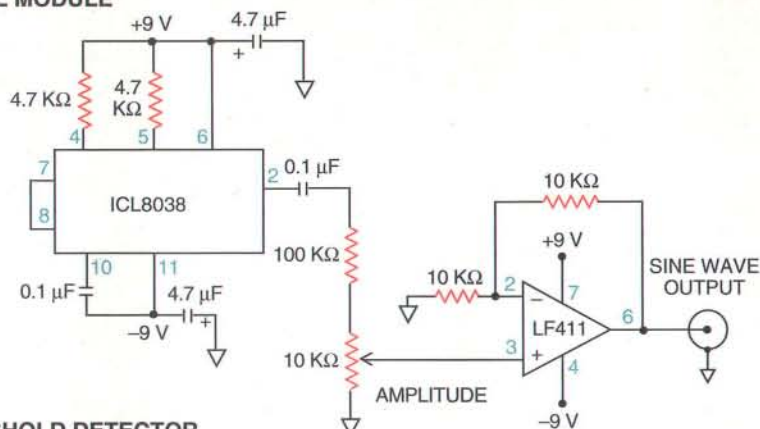 MODULE
+9 V
4.7 µF
+
4.7 KΩ
4.7
KΩ
4
5
6
7
8
ICL8038
2
0.1 µF
10
11
0.1 µF
4.7 µF
+
–9 V
100 KΩ
10 KΩ
AMPLITUDE
10 KΩ
+9 V
10 KΩ
2
–
7
LF411
6
3
+
4
–9 V
SINE WAVE
OUTPUT
DETECTOR